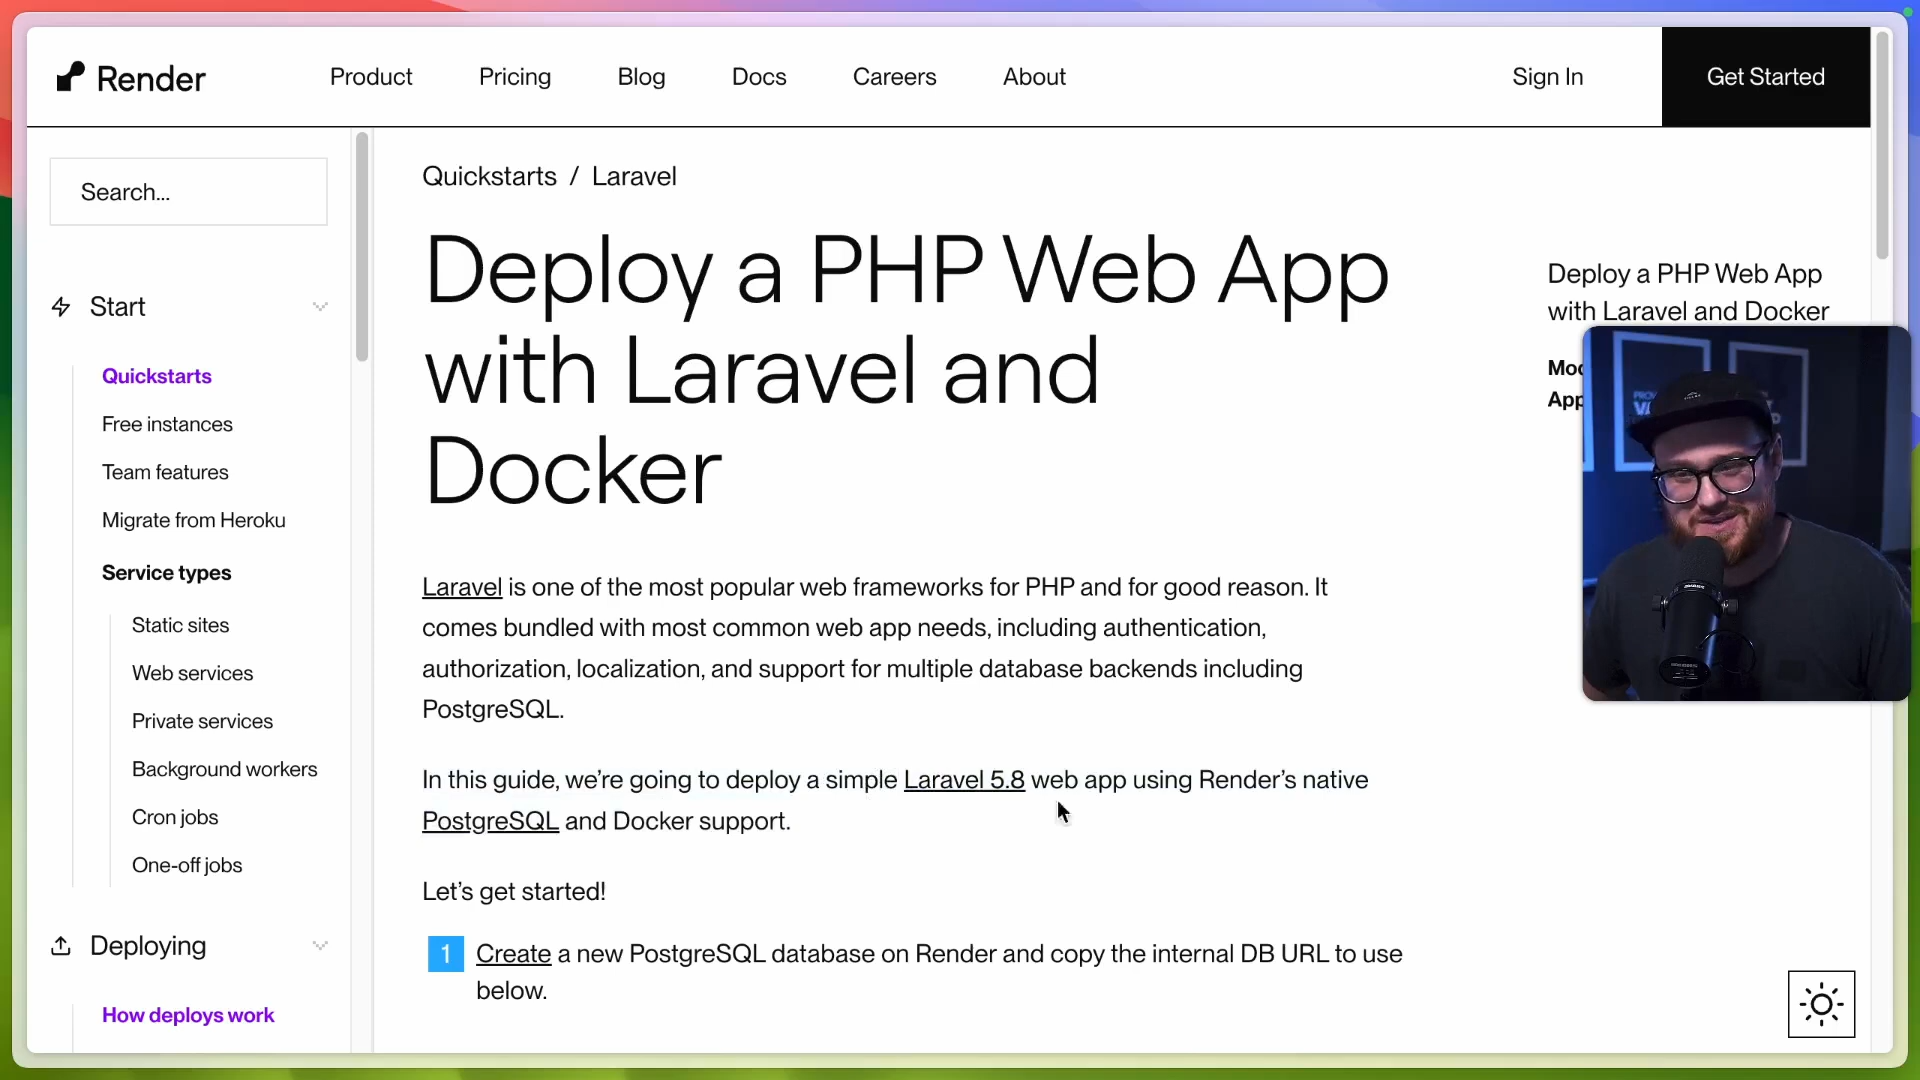 Render
Product
Pricing
Blog
Docs
Careers
About
Sign In
Get Started
Search...
Start
Quickstarts
Free instances
Team features
Migrate from Heroku
Service types
Static sites
Web services
Private services
Background workers
Cron jobs
One-off jobs
Deploying
How deploys work
Quickstarts / Laravel
Deploy a PHP Web App
with Laravel and
Docker
Laravel is one of the most popular web frameworks for PHP and for good reason. It
comes bundled with most common web app needs, including authentication,
authorization, localization, and support for multiple database backends including
PostgreSQL.
In this guide, we’re going to deploy a simple Laravel 5.8 web app using Render’s native
PostgreSQL and Docker support.
Let’s get started!
1 Create a new PostgreSQL database on Render and copy the internal DB URL to use
below.
Deploy a PHP Web App
with Laravel and Docker